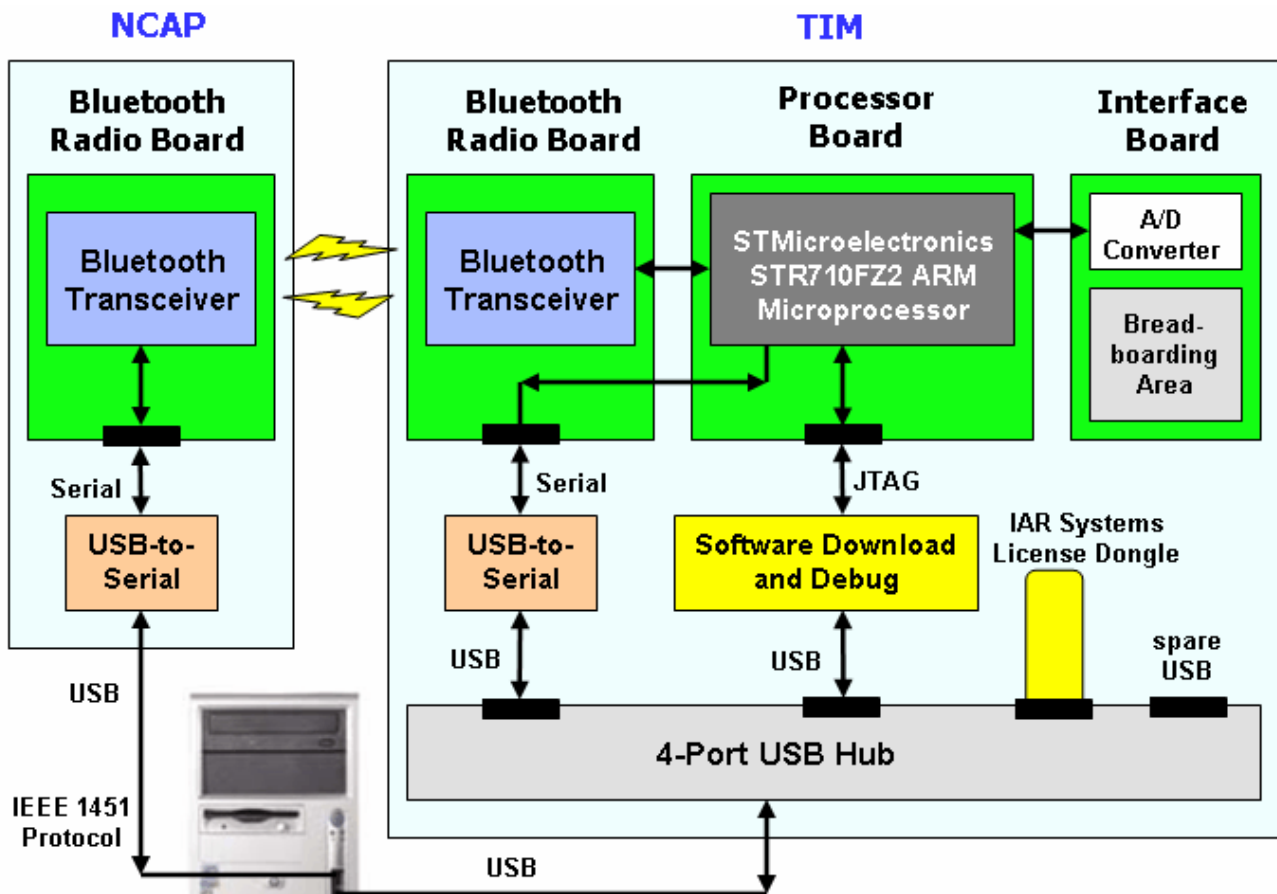 NCAP
TIM
Bluetooth
Radio Board
Bluetooth
Radio Board
Processor
Board
Interface
Board
Bluetooth
Transceiver
Bluetooth
Transceiver
STMicroelectronics
STR710FZ2 ARM
Microprocessor
A/D
Converter
Bread-
boarding
Area
Serial
Serial
JTAG
USB-to-
Serial
USB-to-
Serial
Software Download
and Debug
IAR Systems
License Dongle
USB
USB
USB
spare
USB
4-Port USB Hub
IEEE 1451
Protocol
USB